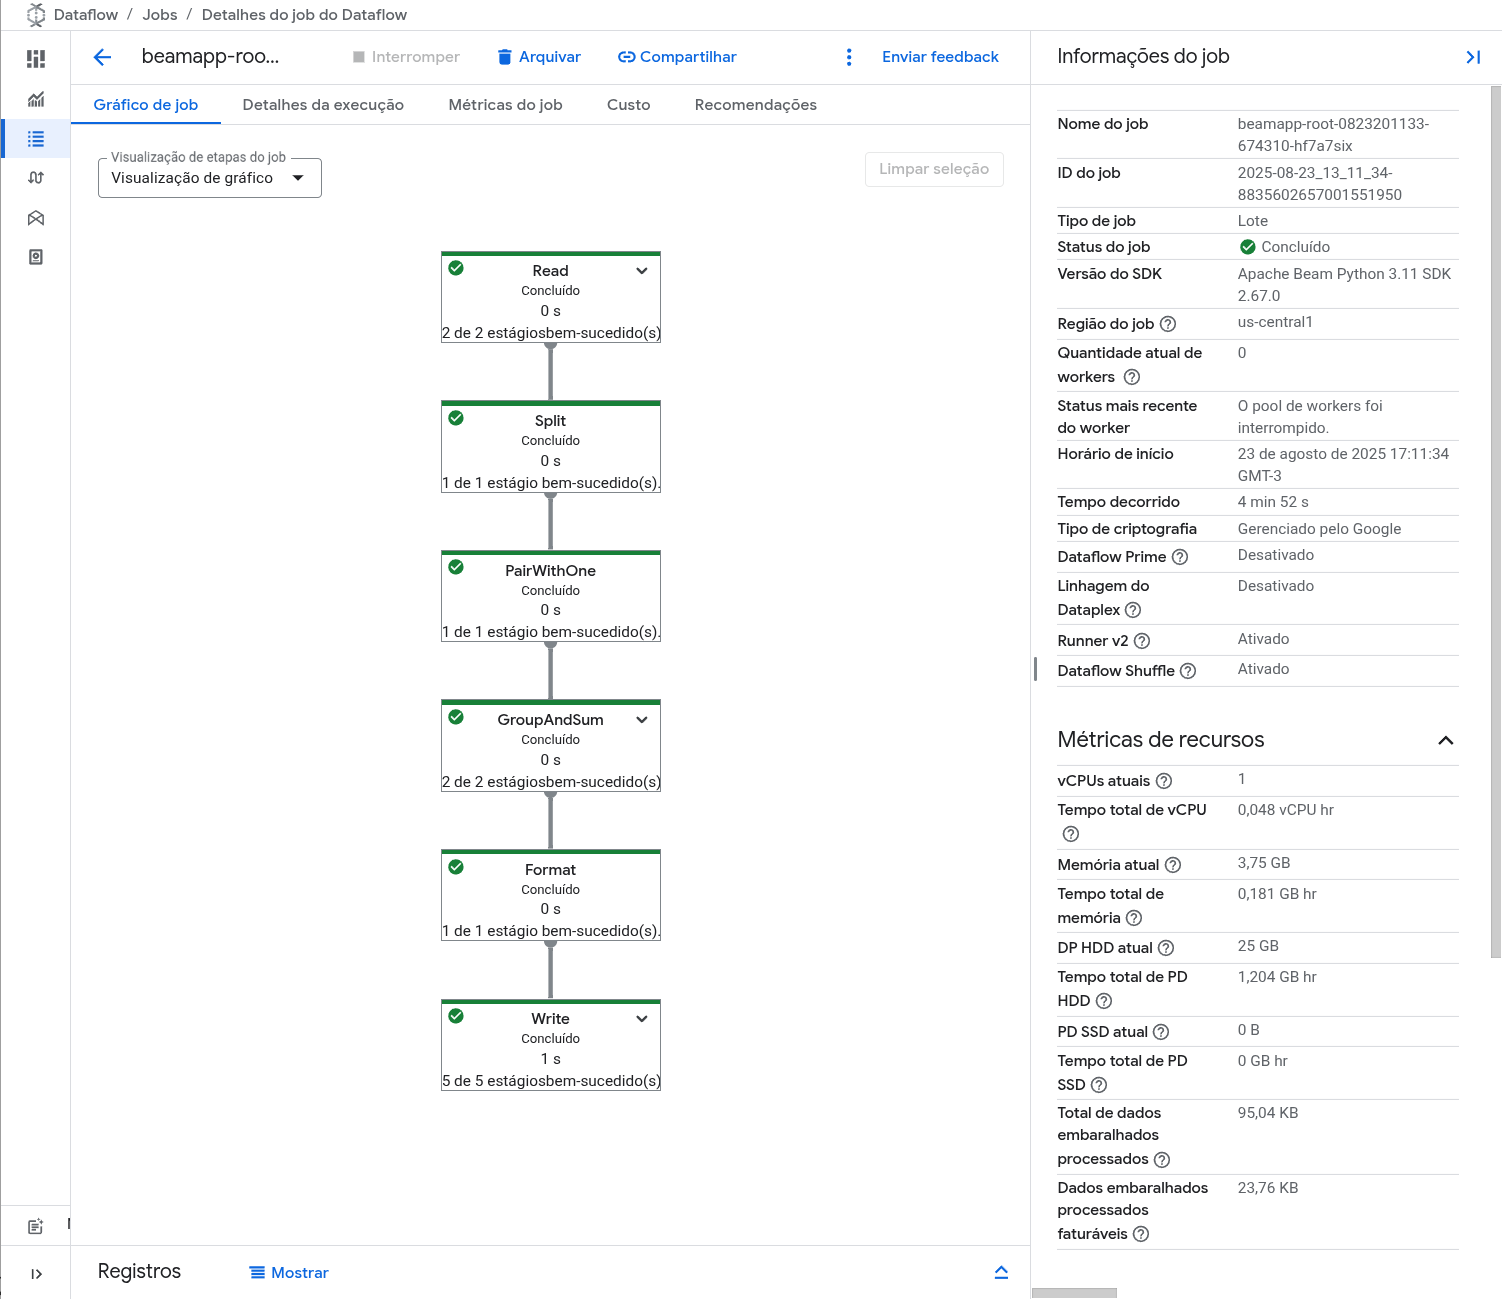 Dataflow / Jobs / Detalhes do job do Dataflow
beamapp-roo...
Interromper
Arquivar
Compartilhar
Enviar feedback
Gráfico de job
Detalhes da execução
Métricas do job
Custo
Recomendações
Visualização de etapas do job
Visualização de gráfico
Limpar seleção
Read
Concluído
0 s
2 de 2 estágiosbem-sucedido(s)
Split
Concluído
0 s
1 de 1 estágio bem-sucedido(s).
PairWithOne
Concluído
0 s
1 de 1 estágio bem-sucedido(s).
GroupAndSum
Concluído
0 s
2 de 2 estágiosbem-sucedido(s)
Format
Concluído
0 s
1 de 1 estágio bem-sucedido(s).
Write
Concluído
1 s
5 de 5 estágiosbem-sucedido(s)
Registros
Mostrar
Informações do job
Nome do job
beamapp-root-0823201133-
674310-hf7a7six
ID do job
2025-08-23_13_11_34-
8835602657001551950
Tipo de job
Lote
Status do job
Concluído
Versão do SDK
Apache Beam Python 3.11 SDK
2.67.0
Região do job
us-central1
Quantidade atual de
workers
0
Status mais recente
do worker
O pool de workers foi
interrompido.
Horário de início
23 de agosto de 2025 17:11:34
GMT-3
Tempo decorrido
4 min 52 s
Tipo de criptografia
Gerenciado pelo Google
Dataflow Prime
Desativado
Linhagem do
Dataplex
Desativado
Runner v2
Ativado
Dataflow Shuffle
Ativado
Métricas de recursos
vCPUs atuais
1
Tempo total de vCPU
0,048 vCPU hr
Memória atual
3,75 GB
Tempo total de
memória
0,181 GB hr
DP HDD atual
25 GB
Tempo total de PD
HDD
1,204 GB hr
PD SSD atual
0 B
Tempo total de PD
SSD
0 GB hr
Total de dados
embaralhados
processados
95,04 KB
Dados embaralhados
processados
faturáveis
23,76 KB